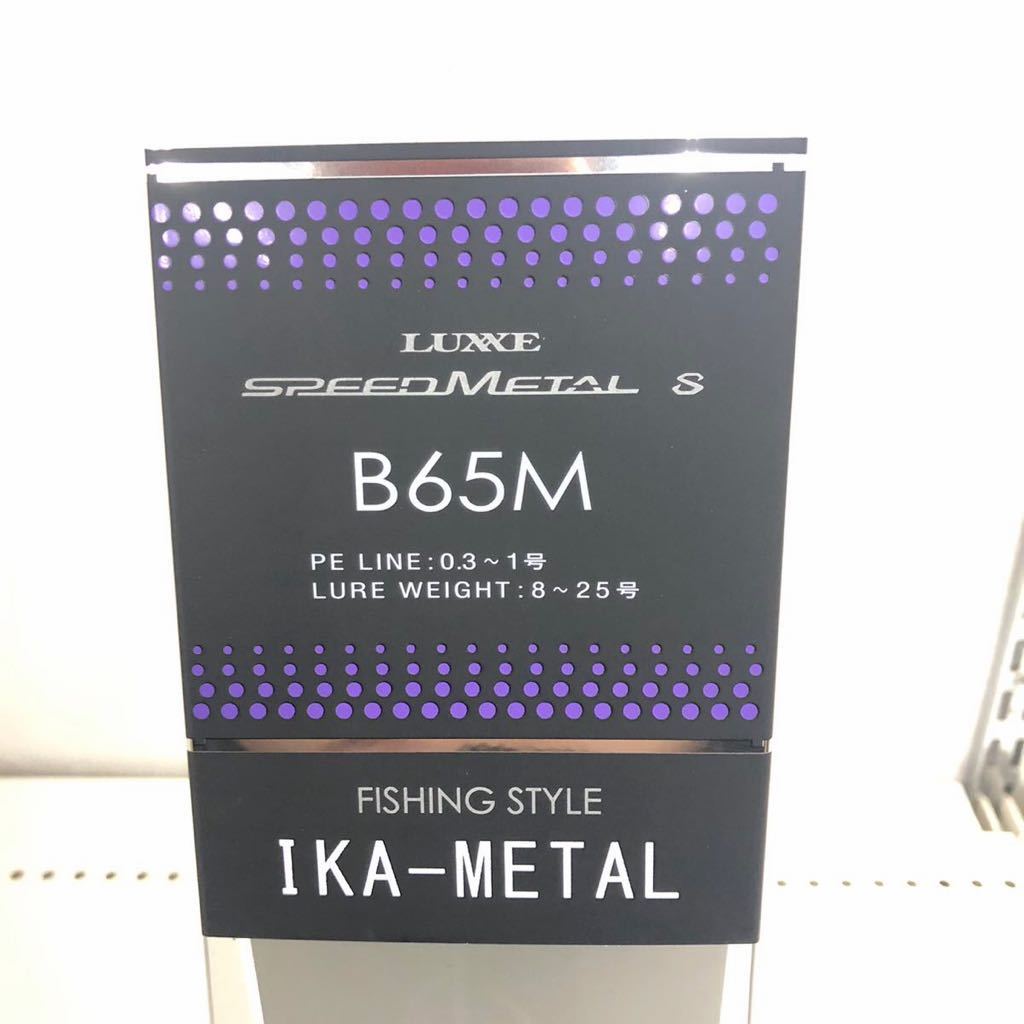 LUXXE
SPEEDMETAL S
B65M
PE LINE:0.3~1号
LURE WEIGHT:8~25号
FISHING STYLE
IKA-METAL